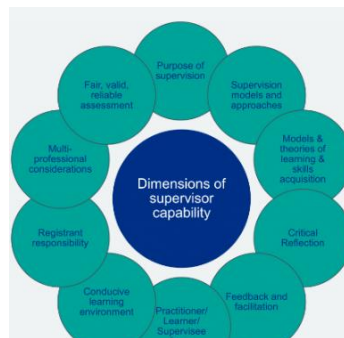 Purpose of
supervision
Supervision
models and
approaches
Models &
theories of
learning &
skills
acquisition
Critical
Reflection
Feedback and
facilitation
Practitioner/
Learner/
Supervisee
Conducive
learning
environment
Registrant
responsibility
Multi-
professional
considerations
Fair, valid,
reliable
assessment
Dimensions of
supervisor
capability